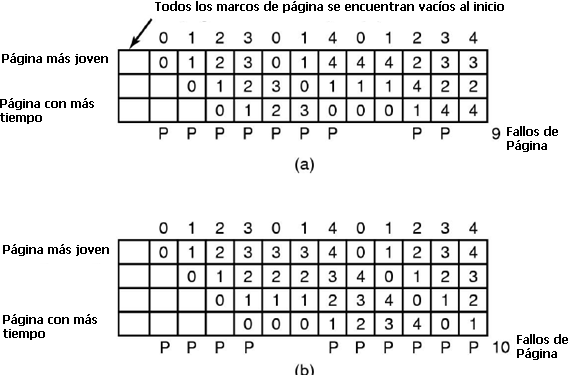 Todos los marcos de página se encuentran vacíos al inicio
0 1 2 3 0 1 4 0 1 2 3 4
Página más joven 0 1 2 3 0 1 4 4 4 2 3 3
0 1 2 3 0 1 1 1 4 2 2
Página con más tiempo 0 1 2 3 0 0 0 1 4 4
P P P P P P P P P 9 Fallos de Página
(a)
0 1 2 3 0 1 4 0 1 2 3 4
Página más joven 0 1 2 3 3 3 4 0 1 2 3 4
0 1 2 2 2 3 4 0 1 2 3
0 1 1 1 2 3 4 0 1 2
Página con más tiempo 0 0 0 1 2 3 4 0 1
P P P P P P P P P P 10 Fallos de Página
(b)